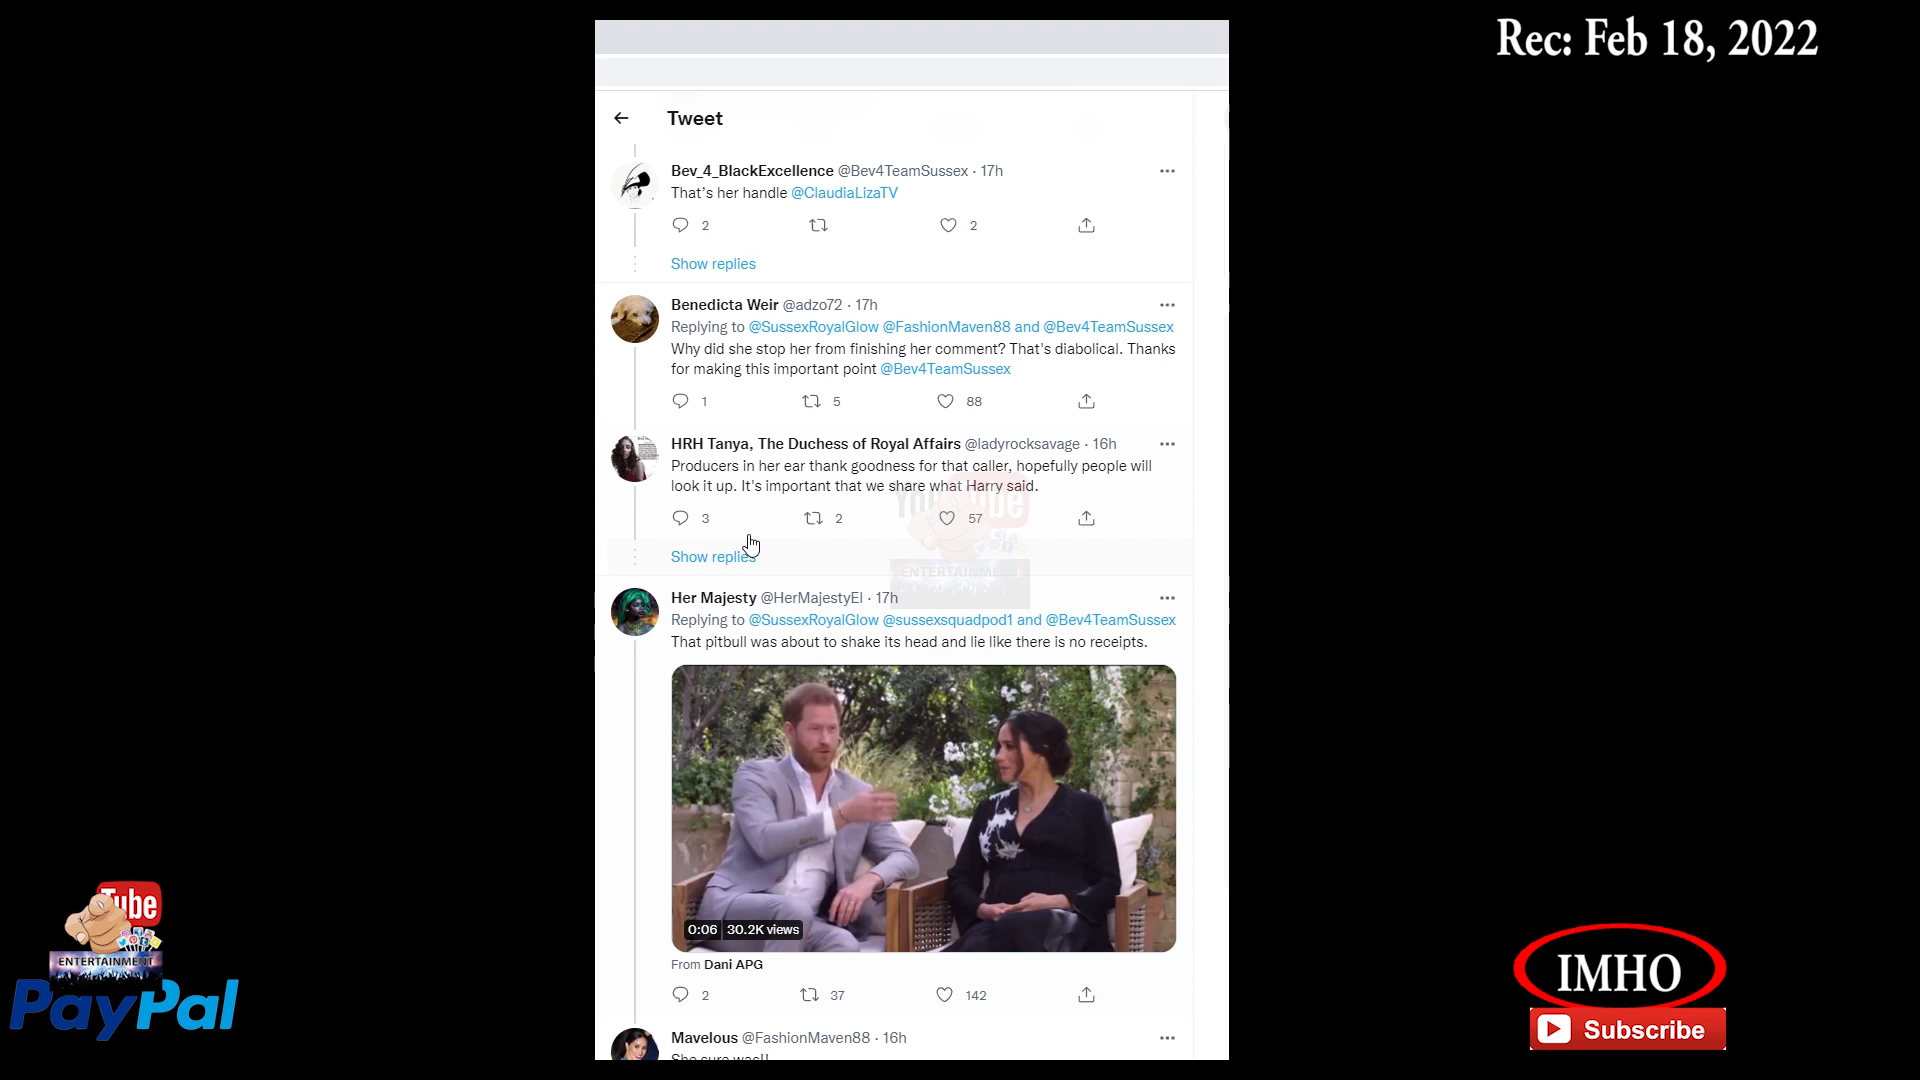 Rec: Feb 18, 2022
Tweet
Bev_4_BlackExcellence @Bev4TeamSussex · 17h
That's her handle @ClaudiaLizaTV
2
2
Show replies
Benedicta Weir @adzo72 · 17h
Replying to @SussexRoyalGlow @FashionMaven88 and @Bev4TeamSussex
Why did she stop her from finishing her comment? That's diabolical. Thanks
for making this important point @Bev4TeamSussex
1 5 88
HRH Tanya, The Duchess of Royal Affairs @ladyrocksavage · 16h
Producers in her ear thank goodness for that caller, hopefully people will
look it up. It's important that we share what Harry said.
3 2 57
Show replies
YouTube
ENTERTAINMENT
Her Majesty @HerMajestyEl · 17h
Replying to @SussexRoyalGlow @sussexsquadpod1 and @Bev4TeamSussex
That pitbull was about to shake its head and lie like there is no receipts.
0:06 30.2K views
From Dani APG
2 37 142
Mavelous @FashionMaven88 · 16h
She sure was!!
Tube
ENTERTAINMENT
PayPal
IMHO
Subscribe